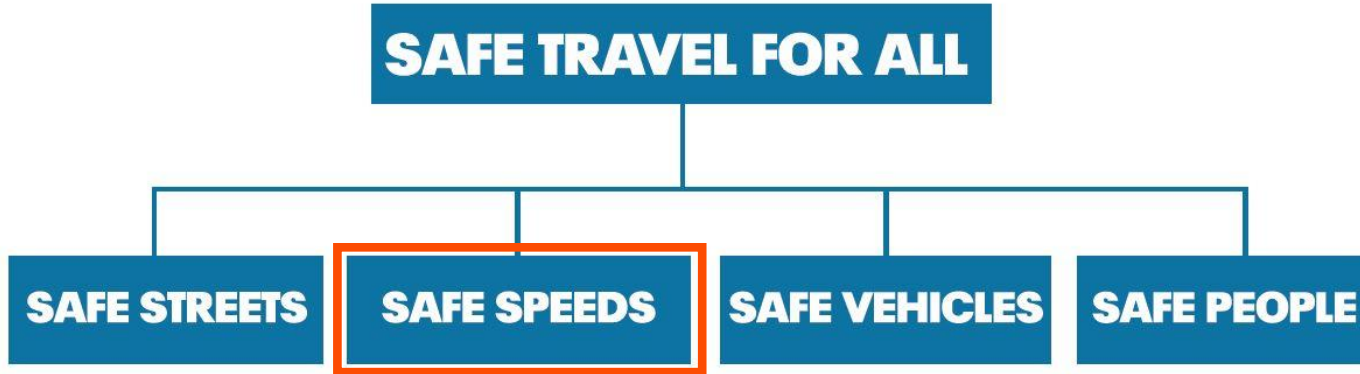 SAFE TRAVEL FOR ALL
SAFE STREETS
SAFE SPEEDS
SAFE VEHICLES
SAFE PEOPLE